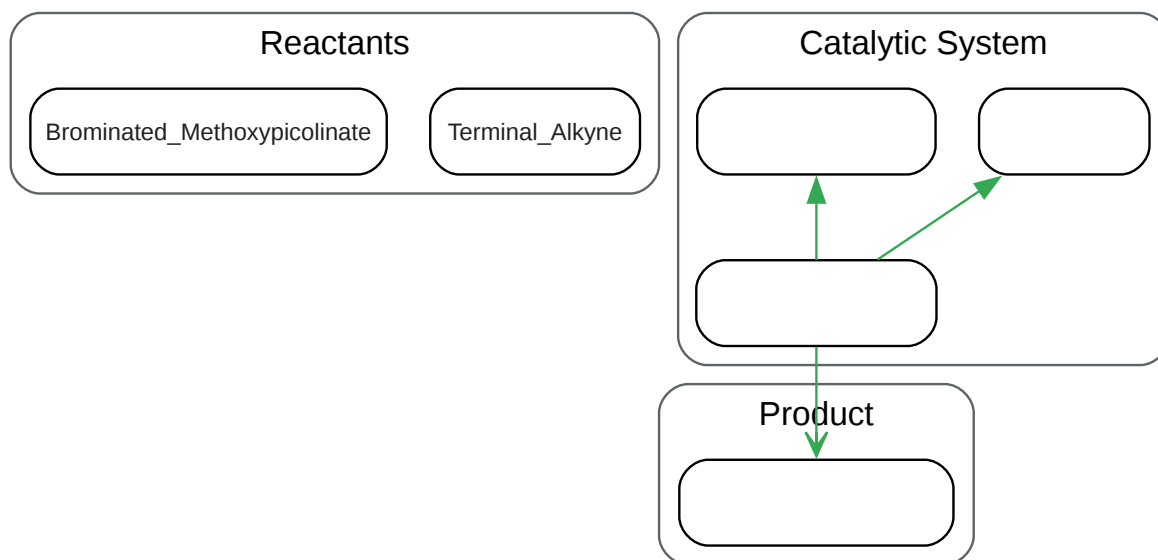 Reactants
Brominated_Methoxypicolinate
Terminal_Alkyne
Catalytic System
Product